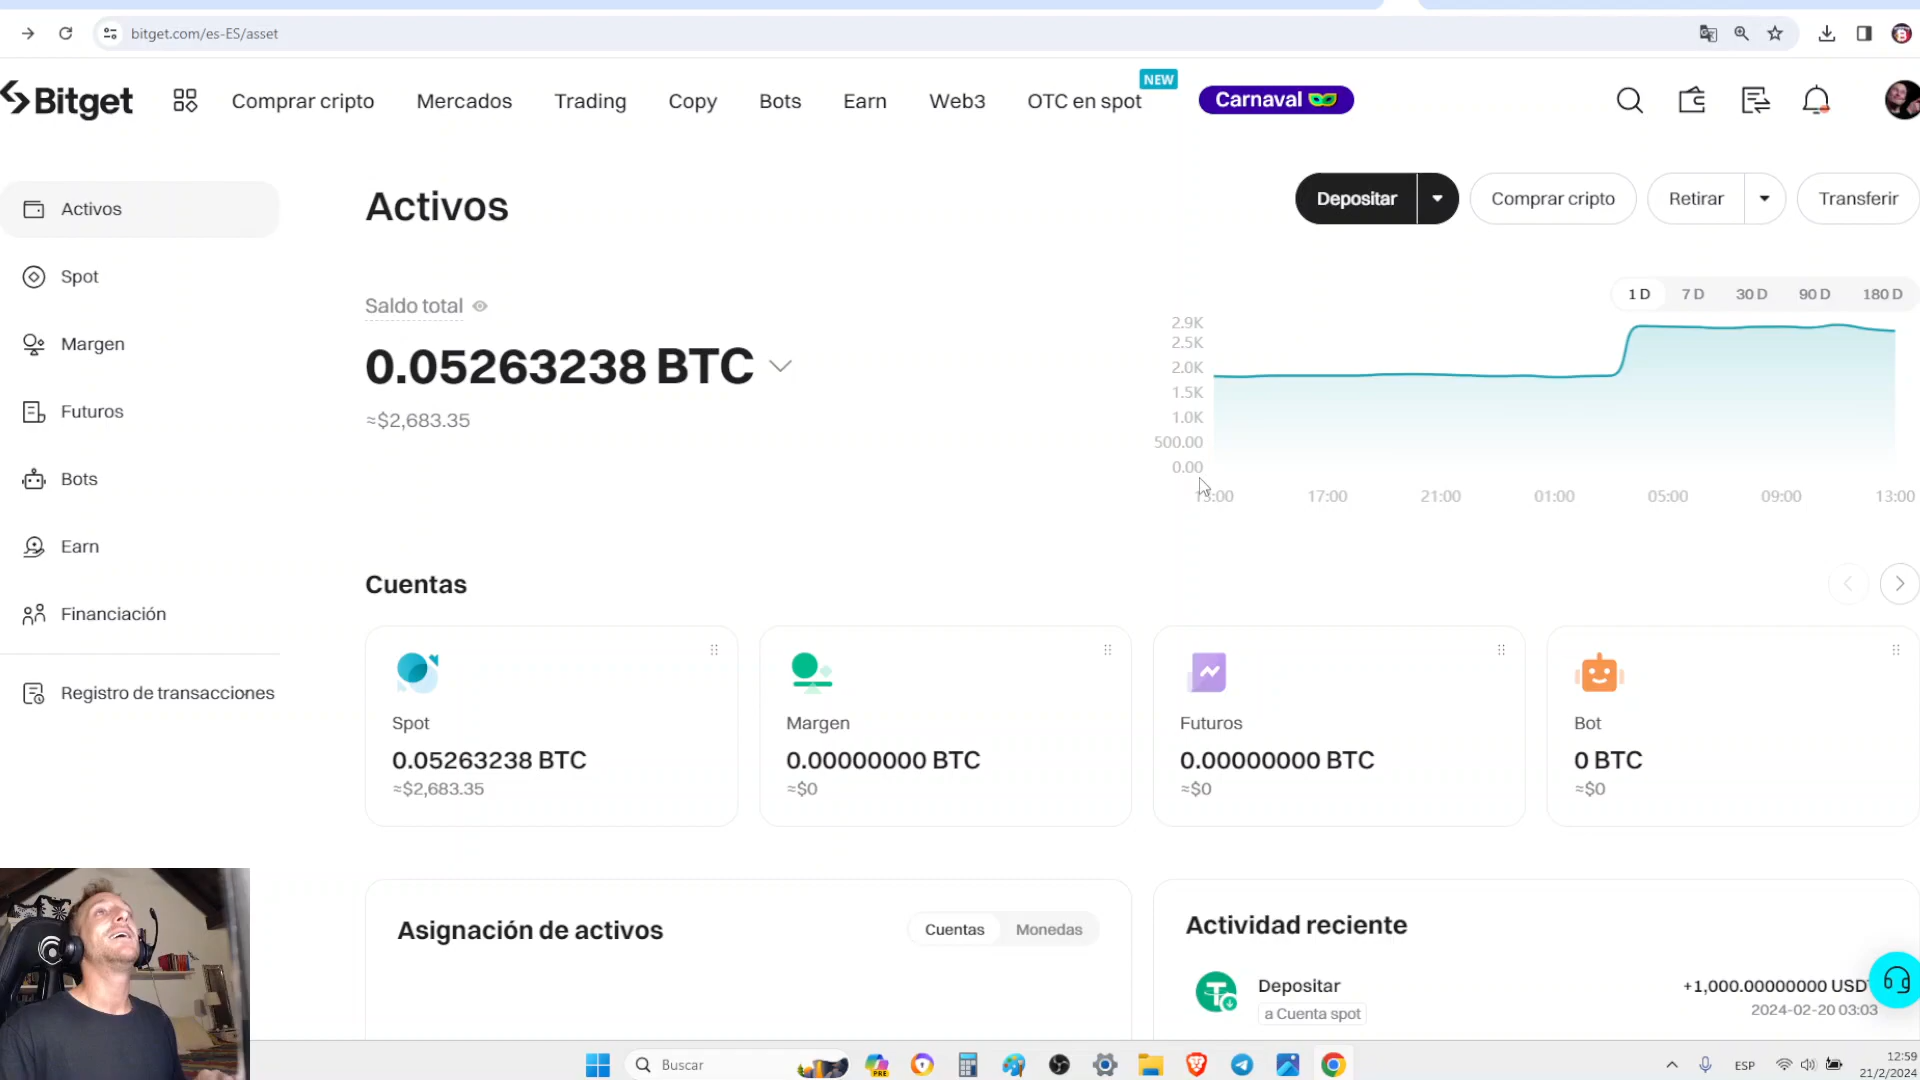 bitget.com/es-ES/asset
Bitget
Comprar cripto
Mercados
Trading
Copy
Bots
Earn
Web3
OTC en spot
NEW
Carnaval
Activos
Spot
Margen
Futuros
Bots
Earn
Financiación
Registro de transacciones
Activos
Depositar
Comprar cripto
Retirar
Transferir
Saldo total
0.05263238 BTC
≈$2,683.35
1 D 7 D 30 D 90 D 180 D
2.9K
2.5K
2.0K
1.5K
1.0K
500.00
0.00
15:00 17:00 21:00 01:00 05:00 09:00 13:00
Cuentas
Spot
0.05263238 BTC
≈$2,683.35
Margen
0.00000000 BTC
≈$0
Futuros
0.00000000 BTC
≈$0
Bot
0 BTC
≈$0
Asignación de activos
Cuentas Monedas
Actividad reciente
Depositar
a Cuenta spot
+1,000.00000000 USD
2024-02-20 03:03
Buscar
PRE
ESP
12:59
21/2/2024